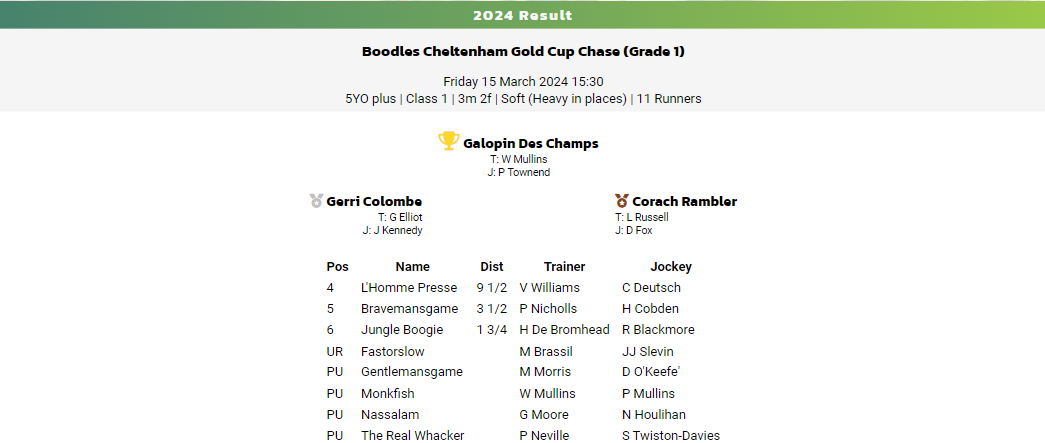 2024 Result
Boodles Cheltenham Gold Cup Chase (Grade 1)
Friday 15 March 2024 15:30
5YO plus | Class 1 | 3m 2f | Soft (Heavy in places) | 11 Runners
Galopin Des Champs
T: W Mullins
J: P Townend
Gerri Colombe
T: G Elliot
J: J Kennedy
Corach Rambler
T: L Russell
J: D Fox
Pos Name Dist Trainer Jockey
4 L'Homme Presse 9 1/2 V Williams C Deutsch
5 Bravemansgame 3 1/2 P Nicholls H Cobden
6 Jungle Boogie 1 3/4 H De Bromhead R Blackmore
UR Fastorslow M Brassil JJ Slevin
PU Gentlemansgame M Morris D O'Keefe'
PU Monkfish W Mullins P Mullins
PU Nassalam G Moore N Houlihan
PU The Real Whacker P Neville S Twiston-Davies